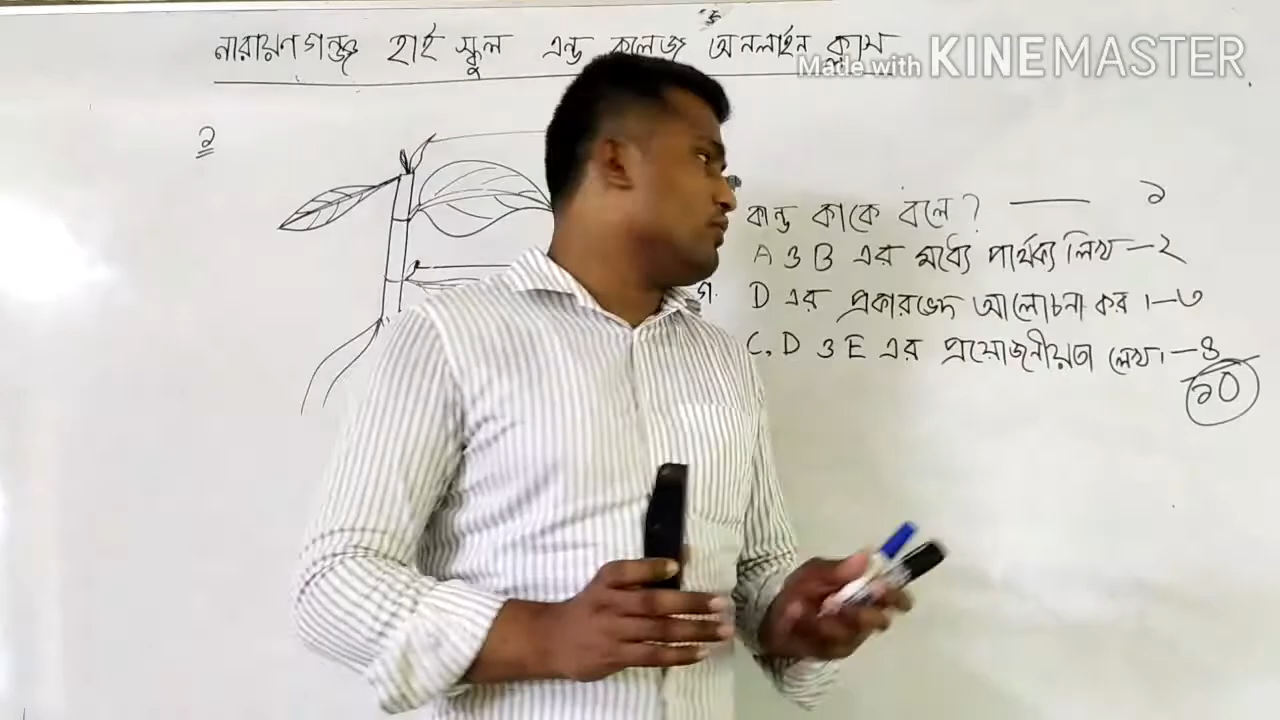 নারায়ণগঞ্জ হাই স্কুল এন্ড কলেজ অনলাইন ক্লাস
Made with KINEMASTER
১
কান্ড কাকে বলে? — ১
A ও B এর মধ্যে পার্থক্য লিখ — ২
গ. D এর প্রকারভেদ আলোচনা কর। — ৩
C, D ও E এর প্রয়োজনীয়তা লেখ। — ৪
১০